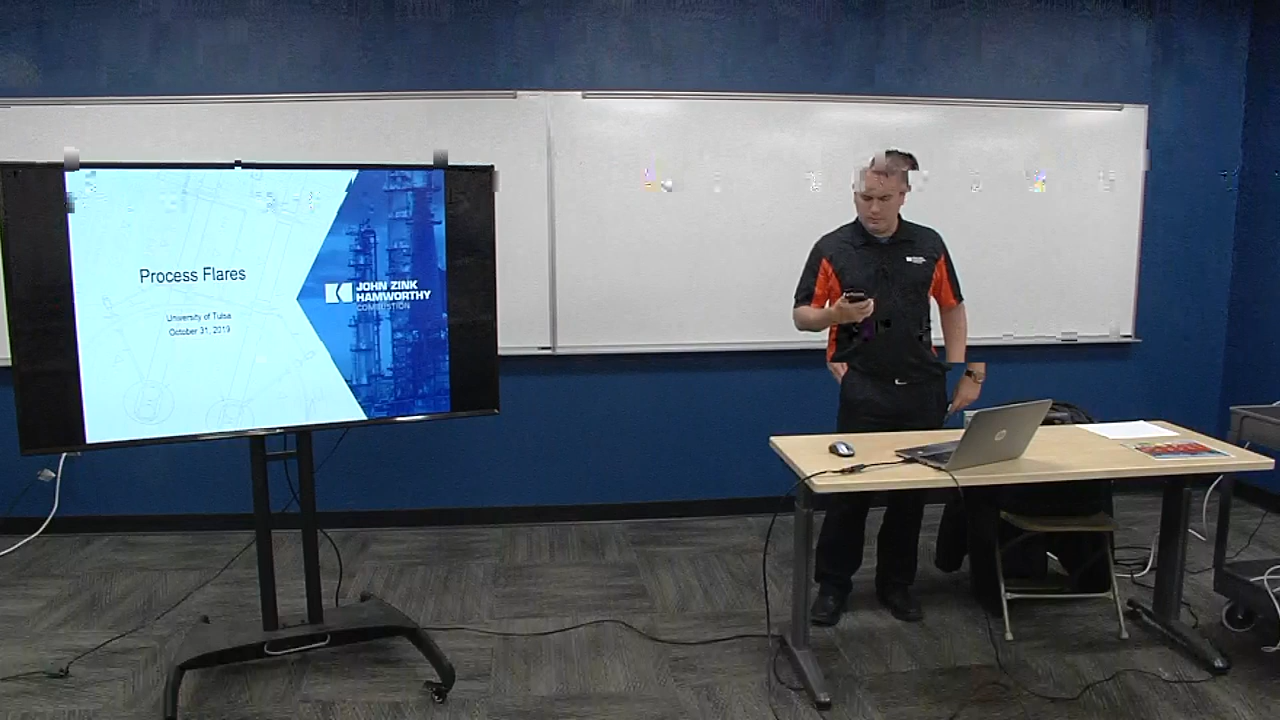 Process Flares
University of Tulsa
October 31, 2019
JOHN ZINK
HAMWORTHY
COMBUSTION